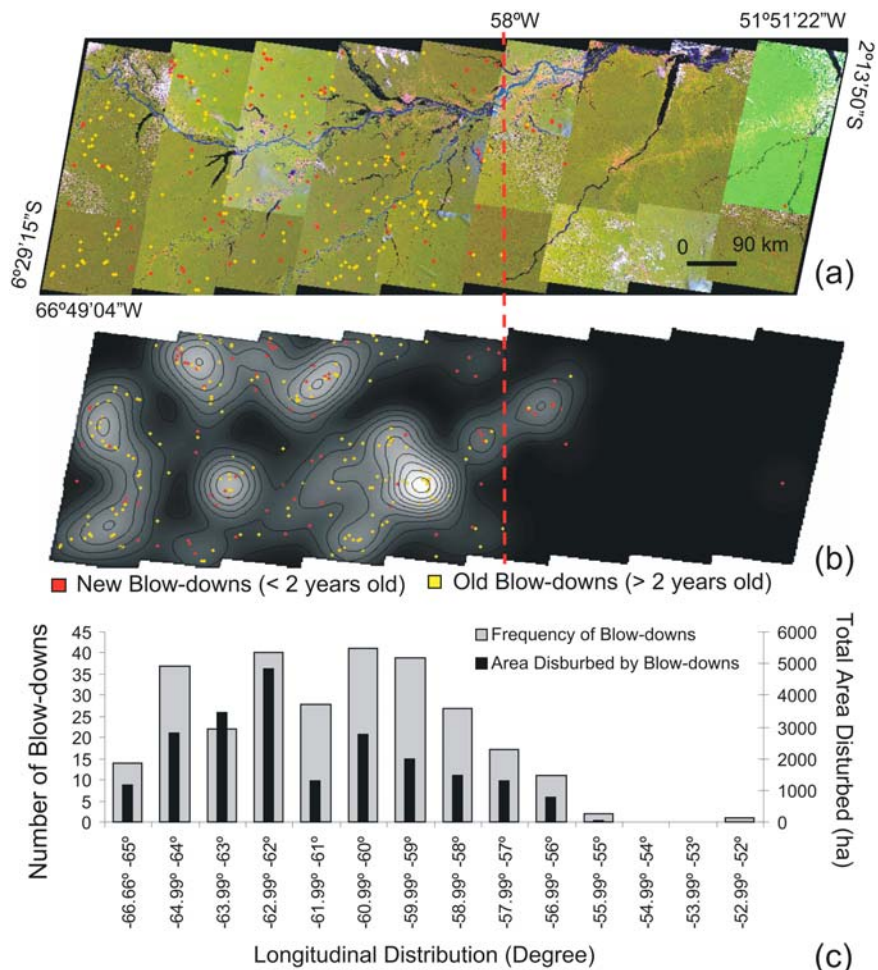 58ºW
51º51'22"W
2º13'50"S
6º29'15"S
0 90 km
(a)
66º49'04"W
(b)
New Blow-downs (< 2 years old)
Old Blow-downs (> 2 years old)
Number of Blow-downs
45
40
35
30
25
20
15
10
5
0
Frequency of Blow-downs
Area Disburbed by Blow-downs
6000
5000
4000
3000
2000
1000
0
Total Area Disturbed (ha)
-66.66º -65º
-64.99º -64º
-63.99º -63º
-62.99º -62º
-61.99º -61º
-60.99º -60º
-59.99º -59º
-58.99º -58º
-57.99º -57º
-56.99º -56º
-55.99º -55º
-54.99º -54º
-53.99º -53º
-52.99º -52º
Longitudinal Distribution (Degree)
(c)